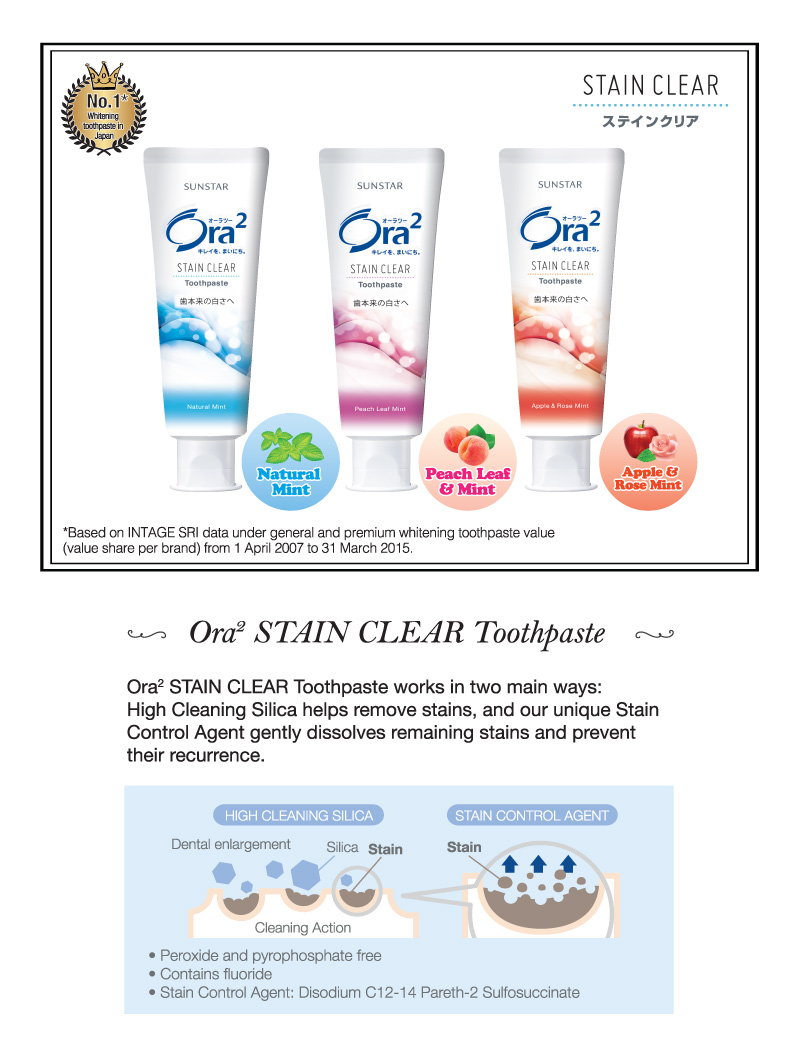 No.1*
Whitening
toothpaste in
Japan
STAIN CLEAR
ステインクリア
SUNSTAR
オーラツー
Ora²
キレイを、まいにち。
STAIN CLEAR
Toothpaste
歯本来の白さへ
Natural Mint
SUNSTAR
オーラツー
Ora²
キレイを、まいにち。
STAIN CLEAR
Toothpaste
歯本来の白さへ
Peach Leaf Mint
SUNSTAR
オーラツー
Ora²
キレイを、まいにち。
STAIN CLEAR
Toothpaste
歯本来の白さへ
Apple & Rose Mint
Natural
Mint
Peach Leaf
& Mint
Apple &
Rose Mint
*Based on INTAGE SRI data under general and premium whitening toothpaste value
(value share per brand) from 1 April 2007 to 31 March 2015.
Ora² STAIN CLEAR Toothpaste
Ora² STAIN CLEAR Toothpaste works in two main ways:
High Cleaning Silica helps remove stains, and our unique Stain
Control Agent gently dissolves remaining stains and prevent
their recurrence.
HIGH CLEANING SILICA
Dental enlargement
Silica
Stain
Cleaning Action
STAIN CONTROL AGENT
Stain
• Peroxide and pyrophosphate free
• Contains fluoride
• Stain Control Agent: Disodium C12-14 Pareth-2 Sulfosuccinate